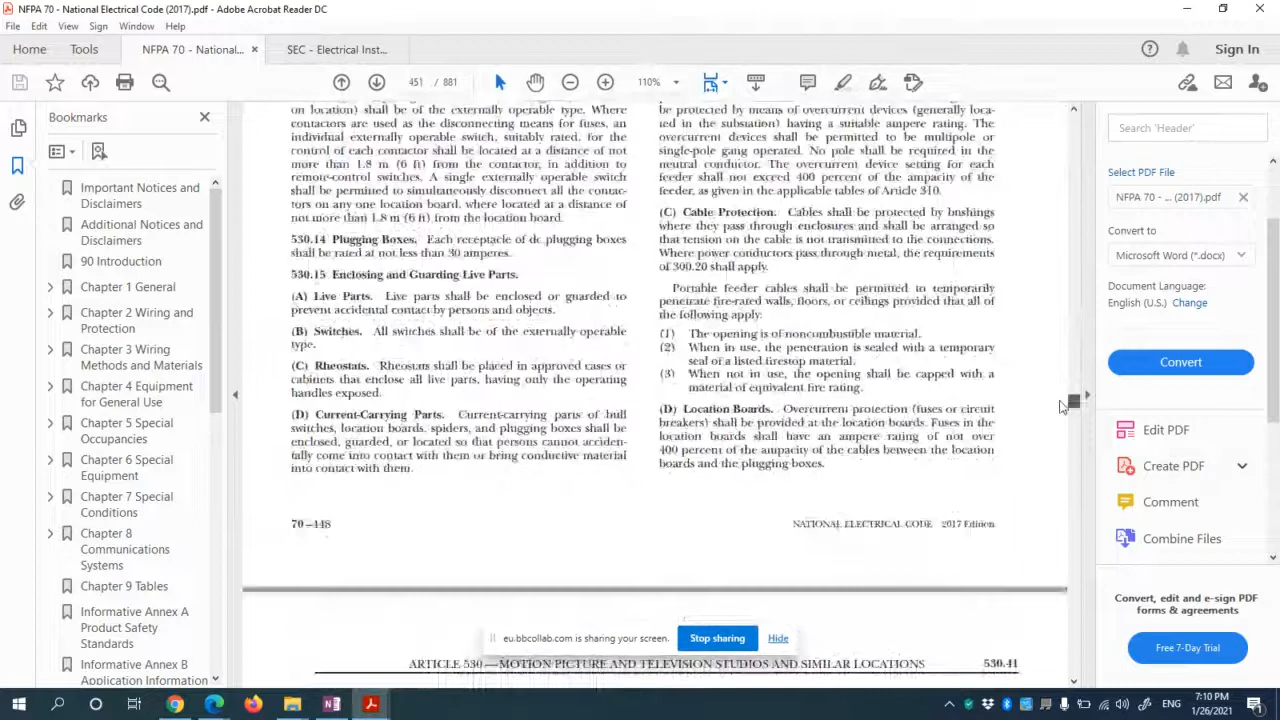 NFPA 70 - National Electrical Code (2017).pdf - Adobe Acrobat Reader DC
File Edit View Sign Window Help
Home Tools NFPA 70 - National... × SEC - Electrical Inst... Sign In
451 / 881 110%
Bookmarks
Important Notices and
Disclaimers
Additional Notices and
Disclaimers
90 Introduction
Chapter 1 General
Chapter 2 Wiring and
Protection
Chapter 3 Wiring
Methods and Materials
Chapter 4 Equipment
for General Use
Chapter 5 Special
Occupancies
Chapter 6 Special
Equipment
Chapter 7 Special
Conditions
Chapter 8
Communications
Systems
Chapter 9 Tables
Informative Annex A
Product Safety
Standards
Informative Annex B
Application Information
on location) shall be of the externally operable type. Where
contactors are used as the disconnecting means for fuses, an
individual externally operable switch, suitably rated, for the
control of each contactor shall be located at a distance of not
more than 1.8 m (6 ft) from the contactor, in addition to
remote-control switches. A single externally operable switch
shall be permitted to simultaneously disconnect all the contac-
tors on any one location board, where located at a distance of
not more than 1.8 m (6 ft) from the location board.
530.14 Plugging Boxes. Each receptacle of dc plugging boxes
shall be rated at not less than 30 amperes.
530.15 Enclosing and Guarding Live Parts.
(A) Live Parts. Live parts shall be enclosed or guarded to
prevent accidental contact by persons and objects.
(B) Switches. All switches shall be of the externally operable
type.
(C) Rheostats. Rheostats shall be placed in approved cases or
cabinets that enclose all live parts, having only the operating
handles exposed.
(D) Current-Carrying Parts. Current-carrying parts of bull
switches, location boards, spiders, and plugging boxes shall be
enclosed, guarded, or located so that persons cannot acciden-
tally come into contact with them or bring conductive material
into contact with them.
be protected by means of overcurrent devices (generally loca-
ted in the subsation) having a suitable ampere rating. The
overcurrent devices shall be permitted to be multipole or
single-pole gang operated. No pole shall be required in the
neutral conductor. The overcurrent device setting for each
feeder shall not exceed 400 percent of the ampacity of the
feeder, as given in the applicable tables of Article 310.
(C) Cable Protection. Cables shall be protected by bushings
where they pass through enclosures and shall be arranged so
that tension on the cable is not transmitted to the connections.
Where power conductors pass through metal, the requirements
of 300.20 shall apply.
Portable feeder cables shall be permitted to temporarily
penetrate fire-rated walls, floors, or ceilings provided that all of
the following apply:
(1) The opening is of noncombustible material.
(2) When in use, the penetration is sealed with a temporary
seal of a listed firestop material.
(3) When not in use, the opening shall be capped with a
material of equivalent fire rating.
(D) Location Boards. Overcurrent protection (fuses or circuit
breakers) shall be provided at the location boards. Fuses in the
location boards shall have an ampere rating of not over
400 percent of the ampacity of the cables between the location
boards and the plugging boxes.
70–448 NATIONAL ELECTRICAL CODE 2017 Edition
eu.bbcollab.com is sharing your screen. Stop sharing Hide
ARTICLE 530—MOTION PICTURE AND TELEVISION STUDIOS AND SIMILAR LOCATIONS 530.41
Search 'Header'
Select PDF File
NFPA 70 - ... (2017).pdf
Convert to
Microsoft Word (*.docx)
Document Language:
English (U.S.) Change
Convert
Edit PDF
Create PDF
Comment
Combine Files
Convert, edit and e-sign PDF
forms & agreements
Free 7-Day Trial
ENG
7:10 PM
1/26/2021